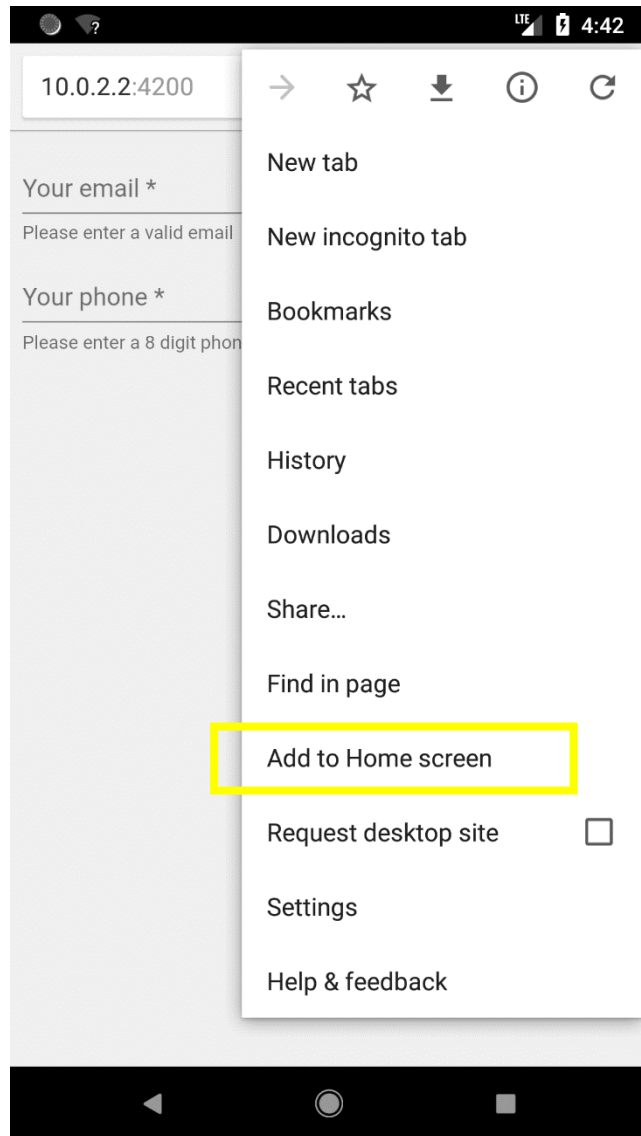 LTE 4:42
10.0.2.2:4200
Your email *
Please enter a valid email
Your phone *
Please enter a 8 digit phon
New tab
New incognito tab
Bookmarks
Recent tabs
History
Downloads
Share...
Find in page
Add to Home screen
Request desktop site
Settings
Help & feedback